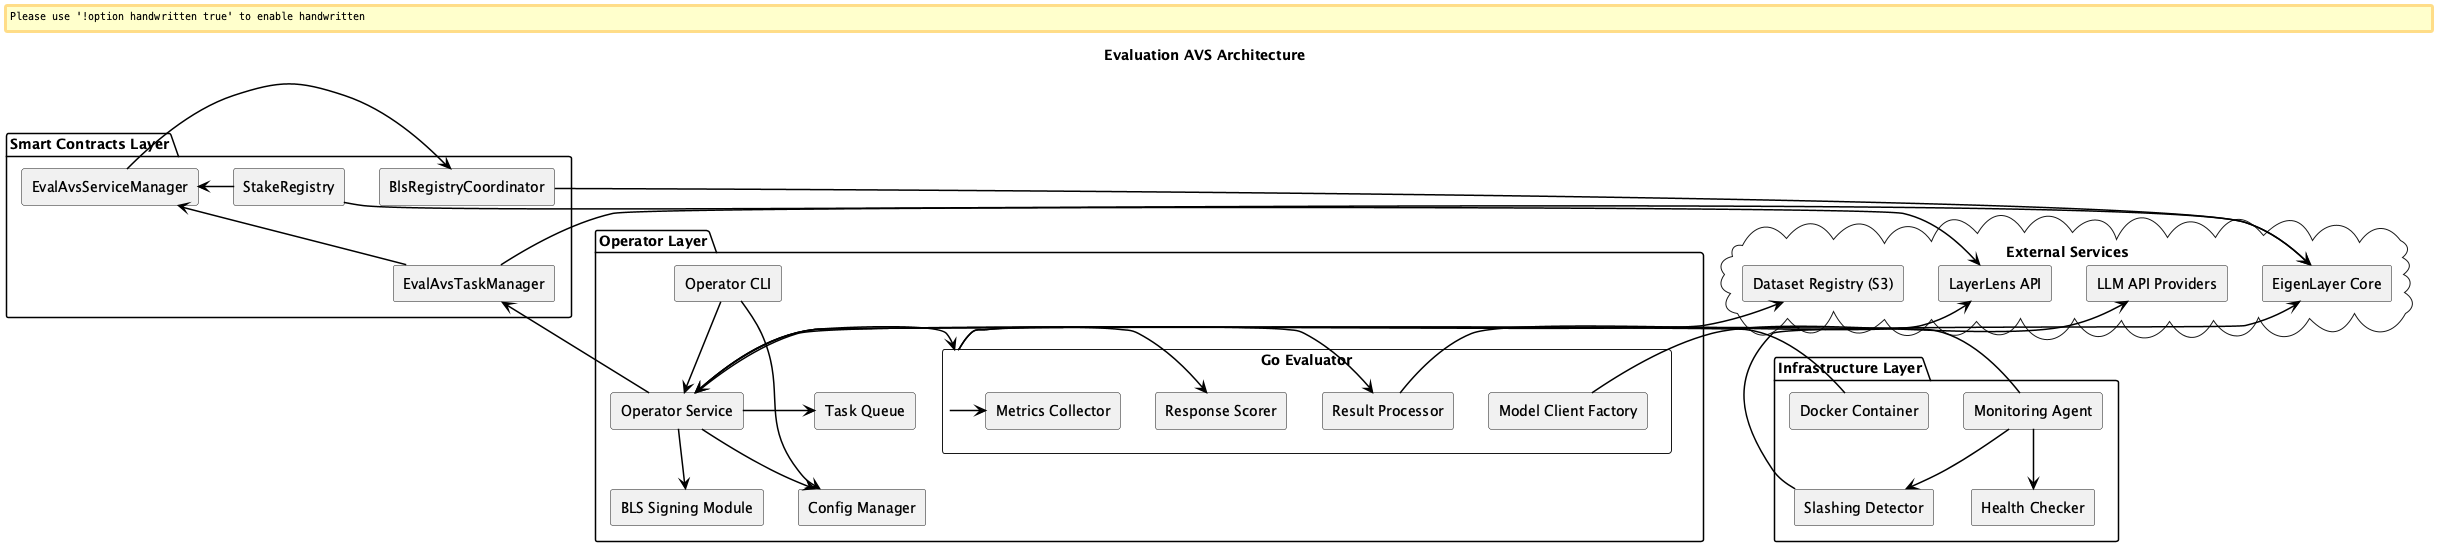 Please use '!option handwritten true' to enable handwritten
Evaluation AVS Architecture
Smart Contracts Layer
EvalAvsServiceManager
StakeRegistry
BlsRegistryCoordinator
EvalAvsTaskManager
Operator Layer
Operator CLI
Operator Service
Task Queue
BLS Signing Module
Config Manager
Go Evaluator
Metrics Collector
Response Scorer
Result Processor
Model Client Factory
External Services
Dataset Registry (S3)
LayerLens API
LLM API Providers
EigenLayer Core
Infrastructure Layer
Docker Container
Monitoring Agent
Slashing Detector
Health Checker